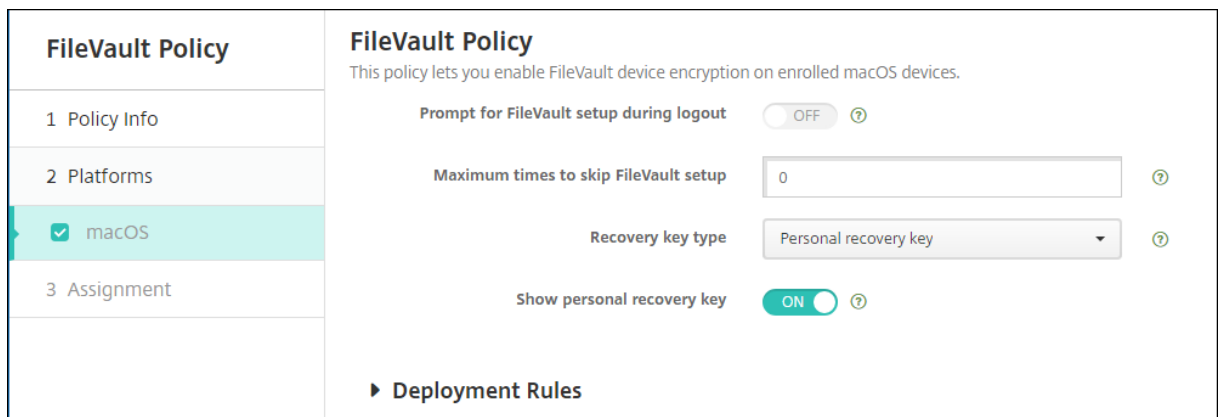 FileVault Policy
1 Policy Info
2 Platforms
macOS
3 Assignment
FileVault Policy
This policy lets you enable FileVault device encryption on enrolled macOS devices.
Prompt for FileVault setup during logout OFF ?
Maximum times to skip FileVault setup 0 ?
Recovery key type Personal recovery key ?
Show personal recovery key ON ?
Deployment Rules